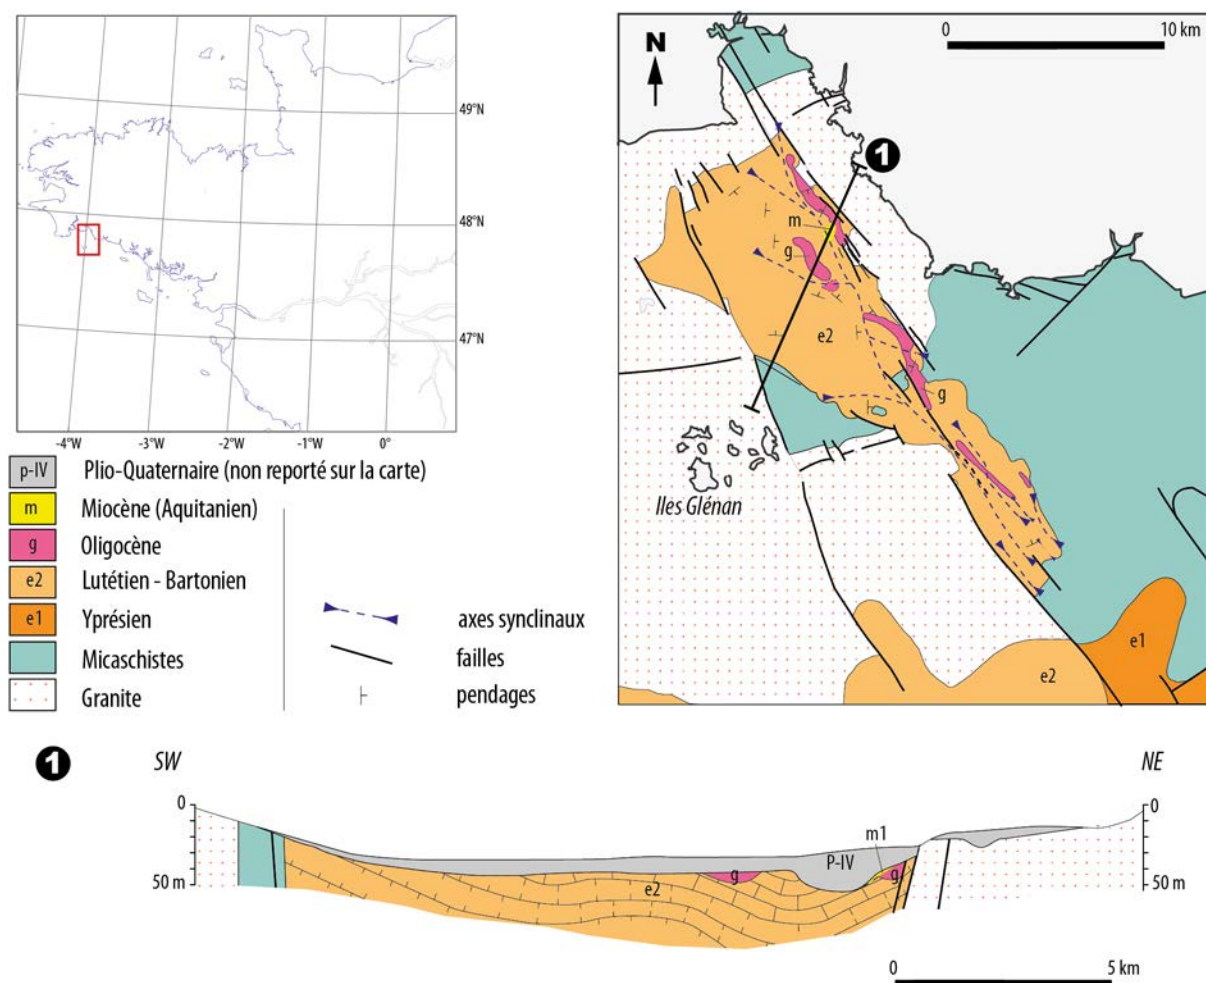 49°N
48°N
47°N
-4°W
-3°W
-2°W
-1°W
0°
p-IV Plio-Quaternaire (non reporté sur la carte)
m Miocène (Aquitanien)
g Oligocène
e2 Lutétien - Bartonien
e1 Yprésien
Micaschistes
Granite
axes synclinaux
failles
pendages
N
0 10 km
1
m
g
e2
g
Iles Glénan
e1
e2
1
SW
NE
0
50 m
e2
g
P-IV
m1
g
0
50 m
0 5 km